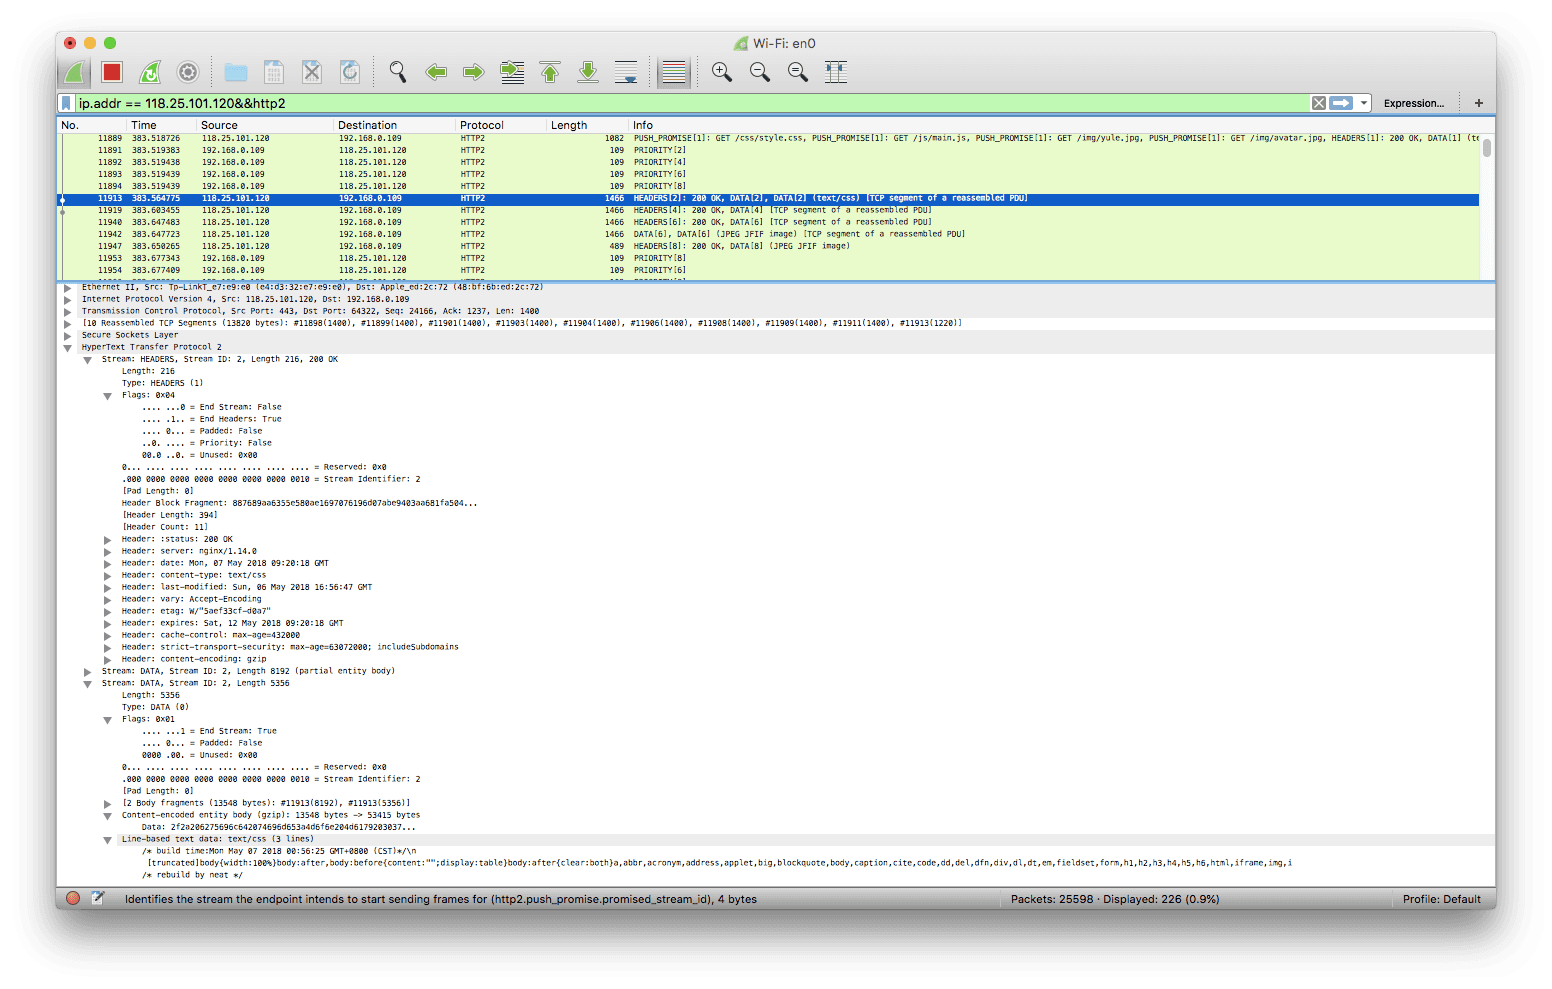 Wi-Fi: en0
ip.addr == 118.25.101.120&&http2 Expression... +
No. Time Source Destination Protocol Length Info
11889 383.518726 118.25.101.120 192.168.0.109 HTTP2 1082 PUSH_PROMISE[1]: GET /css/style.css, PUSH_PROMISE[1]: GET /js/main.js, PUSH_PROMISE[1]: GET /img/yule.jpg, PUSH_PROMISE[1]: GET /img/avatar.jpg, HEADERS[1]: 200 OK, DATA[1] (te
11891 383.519383 192.168.0.109 118.25.101.120 HTTP2 109 PRIORITY[2]
11892 383.519438 192.168.0.109 118.25.101.120 HTTP2 109 PRIORITY[4]
11893 383.519439 192.168.0.109 118.25.101.120 HTTP2 109 PRIORITY[6]
11894 383.519439 192.168.0.109 118.25.101.120 HTTP2 109 PRIORITY[8]
11913 383.564775 118.25.101.120 192.168.0.109 HTTP2 1466 HEADERS[2]: 200 OK, DATA[2], DATA[2] (text/css) [TCP segment of a reassembled PDU]
11919 383.603455 118.25.101.120 192.168.0.109 HTTP2 1466 HEADERS[4]: 200 OK, DATA[4] [TCP segment of a reassembled PDU]
11940 383.647483 118.25.101.120 192.168.0.109 HTTP2 1466 HEADERS[6]: 200 OK, DATA[6] [TCP segment of a reassembled PDU]
11942 383.647723 118.25.101.120 192.168.0.109 HTTP2 1466 DATA[6], DATA[6] (JPEG JFIF image) [TCP segment of a reassembled PDU]
11947 383.650265 118.25.101.120 192.168.0.109 HTTP2 489 HEADERS[8]: 200 OK, DATA[8] (JPEG JFIF image)
11953 383.677343 192.168.0.109 118.25.101.120 HTTP2 109 PRIORITY[8]
11954 383.677409 192.168.0.109 118.25.101.120 HTTP2 109 PRIORITY[6]
Ethernet II, Src: Tp-LinkT_e7:e9:e0 (e4:d3:32:e7:e9:e0), Dst: Apple_ed:2c:72 (48:bf:6b:ed:2c:72)
Internet Protocol Version 4, Src: 118.25.101.120, Dst: 192.168.0.109
Transmission Control Protocol, Src Port: 443, Dst Port: 64322, Seq: 24166, Ack: 1237, Len: 1400
[10 Reassembled TCP Segments (13820 bytes): #11898(1400), #11899(1400), #11901(1400), #11903(1400), #11904(1400), #11906(1400), #11908(1400), #11909(1400), #11911(1400), #11913(1220)]
Secure Sockets Layer
HyperText Transfer Protocol 2
Stream: HEADERS, Stream ID: 2, Length 216, 200 OK
Length: 216
Type: HEADERS (1)
Flags: 0x04
.... ...0 = End Stream: False
.... .1.. = End Headers: True
.... 0... = Padded: False
..0. .... = Priority: False
00.0 ..0. = Unused: 0x00
0... .... .... .... .... .... .... .... = Reserved: 0x0
.000 0000 0000 0000 0000 0000 0000 0010 = Stream Identifier: 2
[Pad Length: 0]
Header Block Fragment: 887689aa6355e580ae1697076196d07abe9403aa681fa504...
[Header Length: 394]
[Header Count: 11]
Header: :status: 200 OK
Header: server: nginx/1.14.0
Header: date: Mon, 07 May 2018 09:20:18 GMT
Header: content-type: text/css
Header: last-modified: Sun, 06 May 2018 16:56:47 GMT
Header: vary: Accept-Encoding
Header: etag: W/"5aef33cf-d0a7"
Header: expires: Sat, 12 May 2018 09:20:18 GMT
Header: cache-control: max-age=432000
Header: strict-transport-security: max-age=63072000; includeSubdomains
Header: content-encoding: gzip
Stream: DATA, Stream ID: 2, Length 8192 (partial entity body)
Stream: DATA, Stream ID: 2, Length 5356
Length: 5356
Type: DATA (0)
Flags: 0x01
.... ...1 = End Stream: True
.... 0... = Padded: False
0000 .00. = Unused: 0x00
0... .... .... .... .... .... .... .... = Reserved: 0x0
.000 0000 0000 0000 0000 0000 0000 0010 = Stream Identifier: 2
[Pad Length: 0]
[2 Body fragments (13548 bytes): #11913(8192), #11913(5356)]
Content-encoded entity body (gzip): 13548 bytes -> 53415 bytes
Data: 2f2a206275696c642074696d653a4d6f6e204d6179203037...
Line-based text data: text/css (3 lines)
/* build time:Mon May 07 2018 00:56:25 GMT+0800 (CST)*/\n
[truncated]body{width:100%}body:after,body:before{content:"";display:table}body:after{clear:both}a,abbr,acronym,address,applet,big,blockquote,body,caption,cite,code,dd,del,dfn,div,dl,dt,em,fieldset,form,h1,h2,h3,h4,h5,h6,html,iframe,img,i
/* rebuild by neat */
Identifies the stream the endpoint intends to start sending frames for (http2.push_promise.promised_stream_id), 4 bytes Packets: 25598 · Displayed: 226 (0.9%) Profile: Default